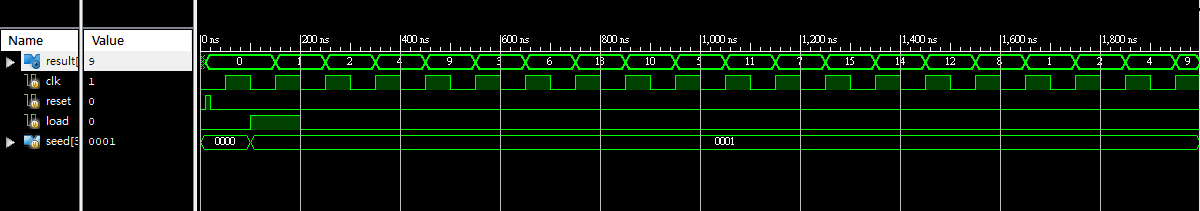 Name Value 0 ns 200 ns 400 ns 600 ns 800 ns 1,000 ns 1,200 ns 1,400 ns 1,600 ns 1,800 ns
result[ 9 0 1 2 4 9 3 6 13 10 5 11 7 15 14 12 8 1 2 4 9
clk 1
reset 0
load 0
seed[3 0001 0000 0001